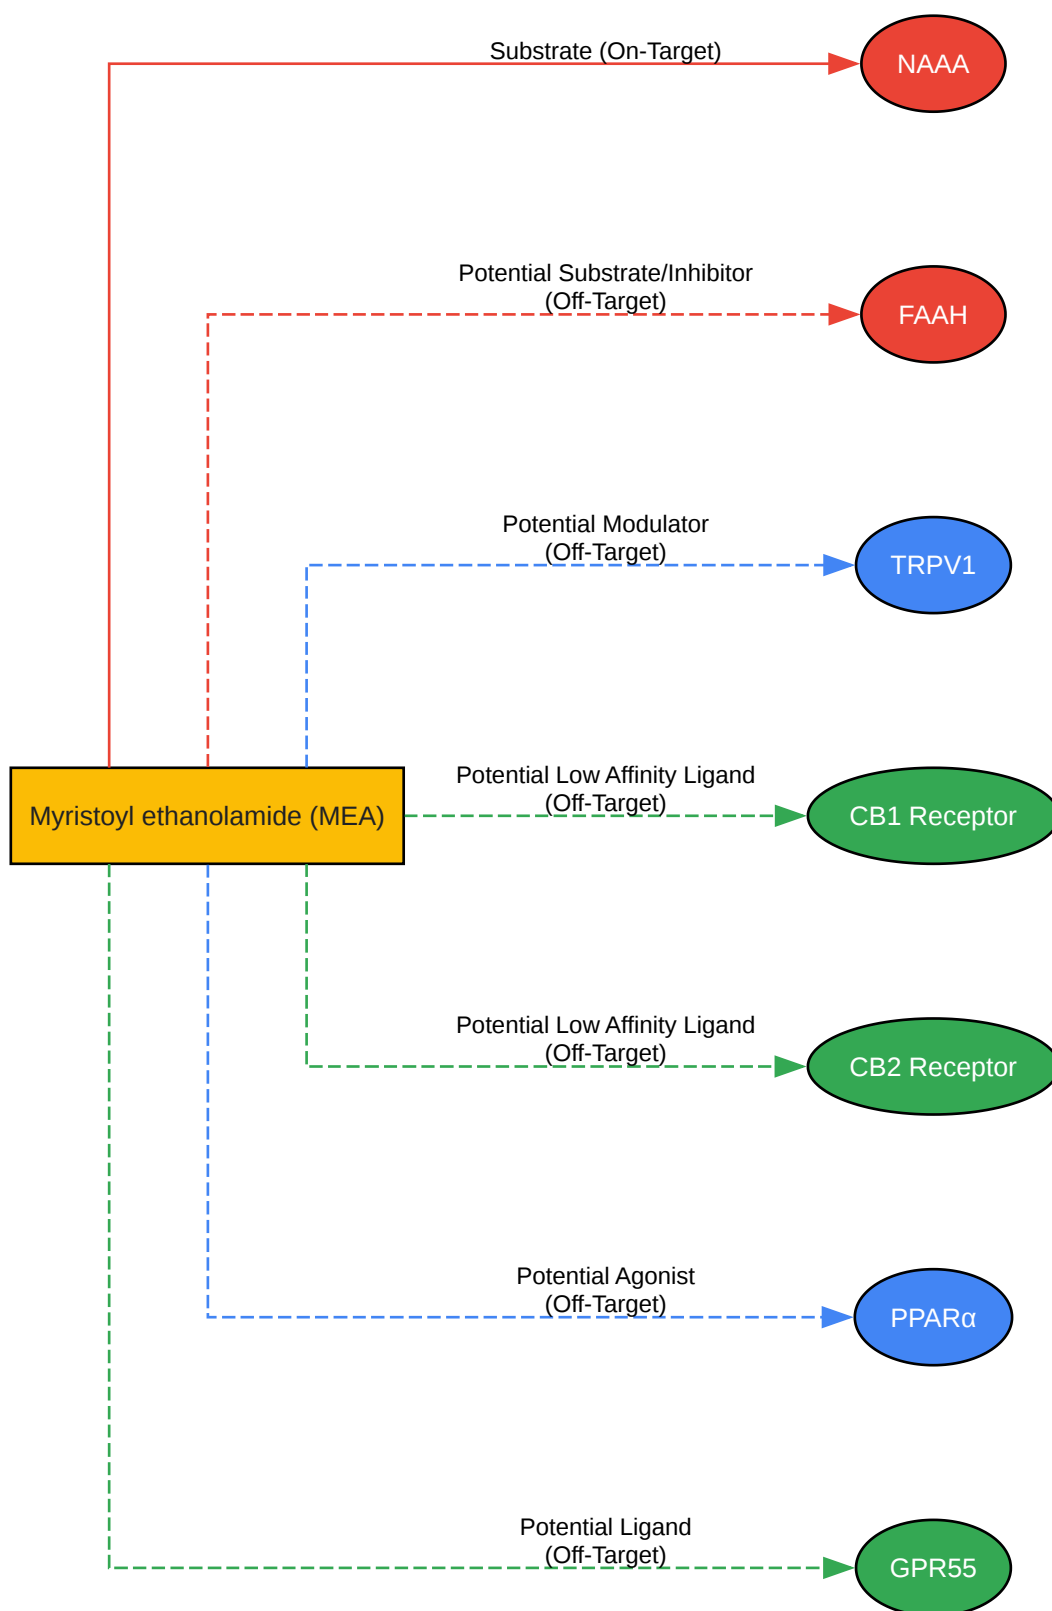 Substrate (On-Target)
NAAA
Potential Substrate/Inhibitor
(Off-Target)
FAAH
Potential Modulator
(Off-Target)
TRPV1
Myristoyl ethanolamide (MEA)
Potential Low Affinity Ligand
(Off-Target)
CB1 Receptor
Potential Low Affinity Ligand
(Off-Target)
CB2 Receptor
Potential Agonist
(Off-Target)
PPARα
Potential Ligand
(Off-Target)
GPR55